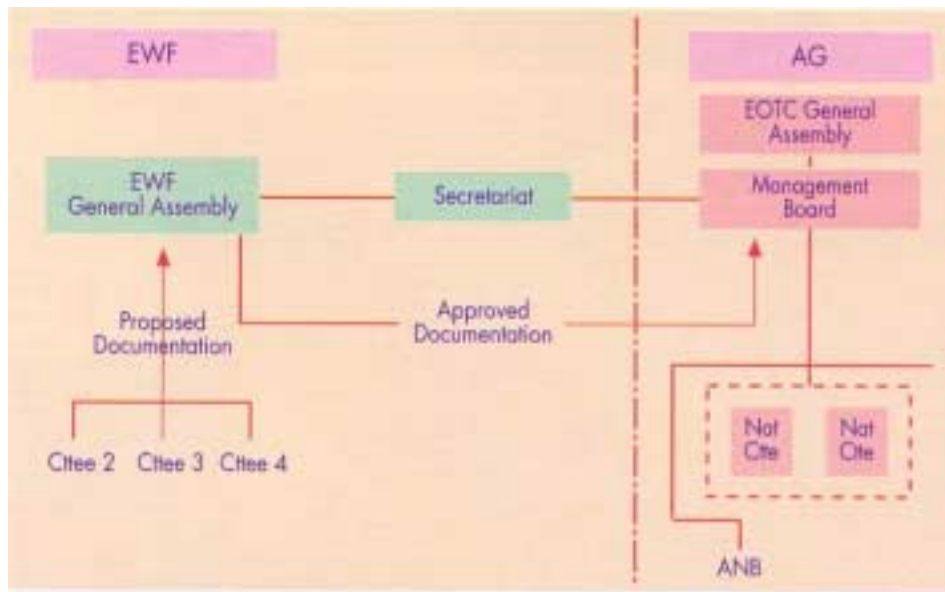 EWF
AG
EOTC General
Assembly
EWF
General Assembly
Secretariat
Management
Board
Proposed
Documentation
Approved
Documentation
Cttee 2
Cttee 3
Cttee 4
Nat
Ctte
Nat
Ctte
ANB